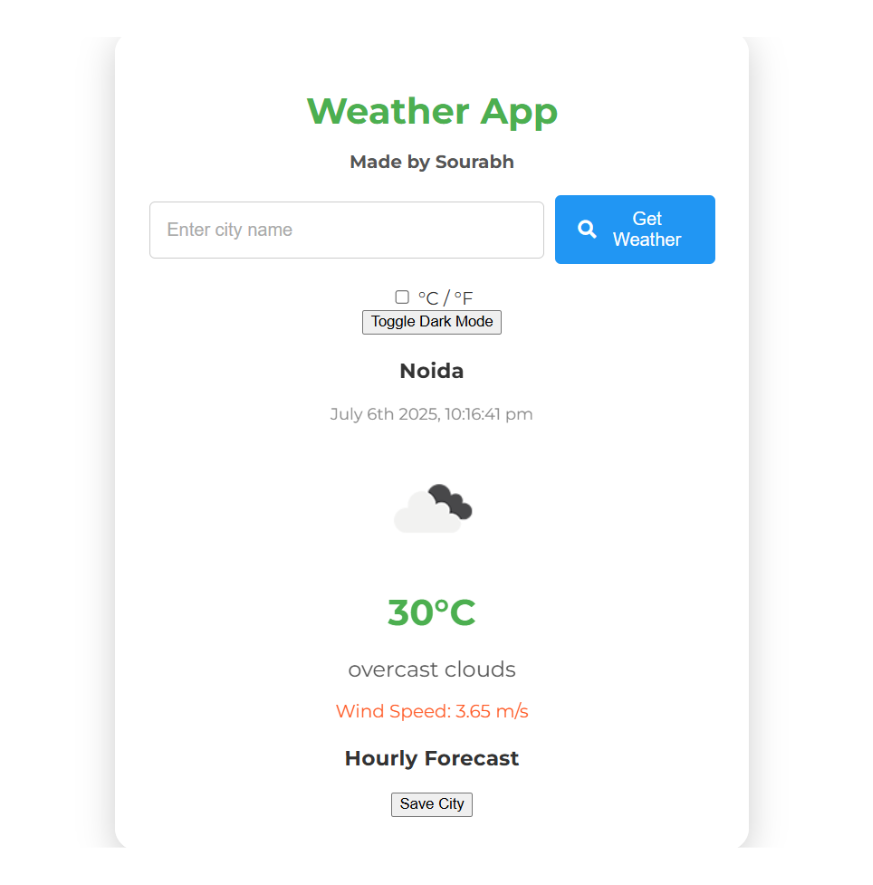 Weather App
Made by Sourabh
Enter city name
Get
Weather
°C / °F
Toggle Dark Mode
Noida
July 6th 2025, 10:16:41 pm
30°C
overcast clouds
Wind Speed: 3.65 m/s
Hourly Forecast
Save City